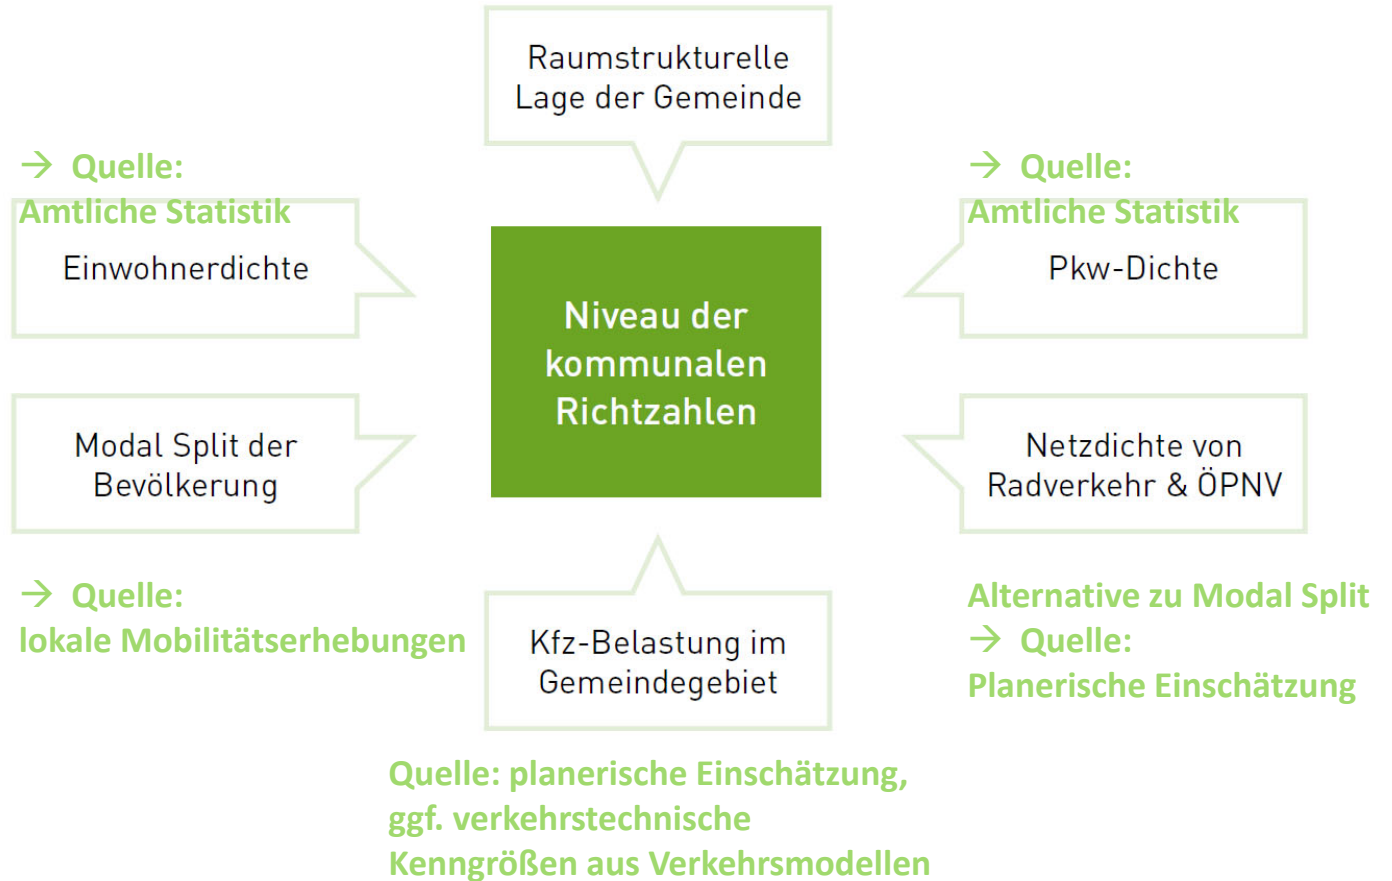 Raumstrukturelle
Lage der Gemeinde
→ Quelle:
Amtliche Statistik
Einwohnerdichte
→ Quelle:
Amtliche Statistik
Pkw-Dichte
Niveau der
kommunalen
Richtzahlen
Modal Split der
Bevölkerung
Netzdichte von
Radverkehr & ÖPNV
→ Quelle:
lokale Mobilitätserhebungen
Kfz-Belastung im
Gemeindegebiet
Alternative zu Modal Split
→ Quelle:
Planerische Einschätzung
Quelle: planerische Einschätzung,
ggf. verkehrstechnische
Kenngrößen aus Verkehrsmodellen